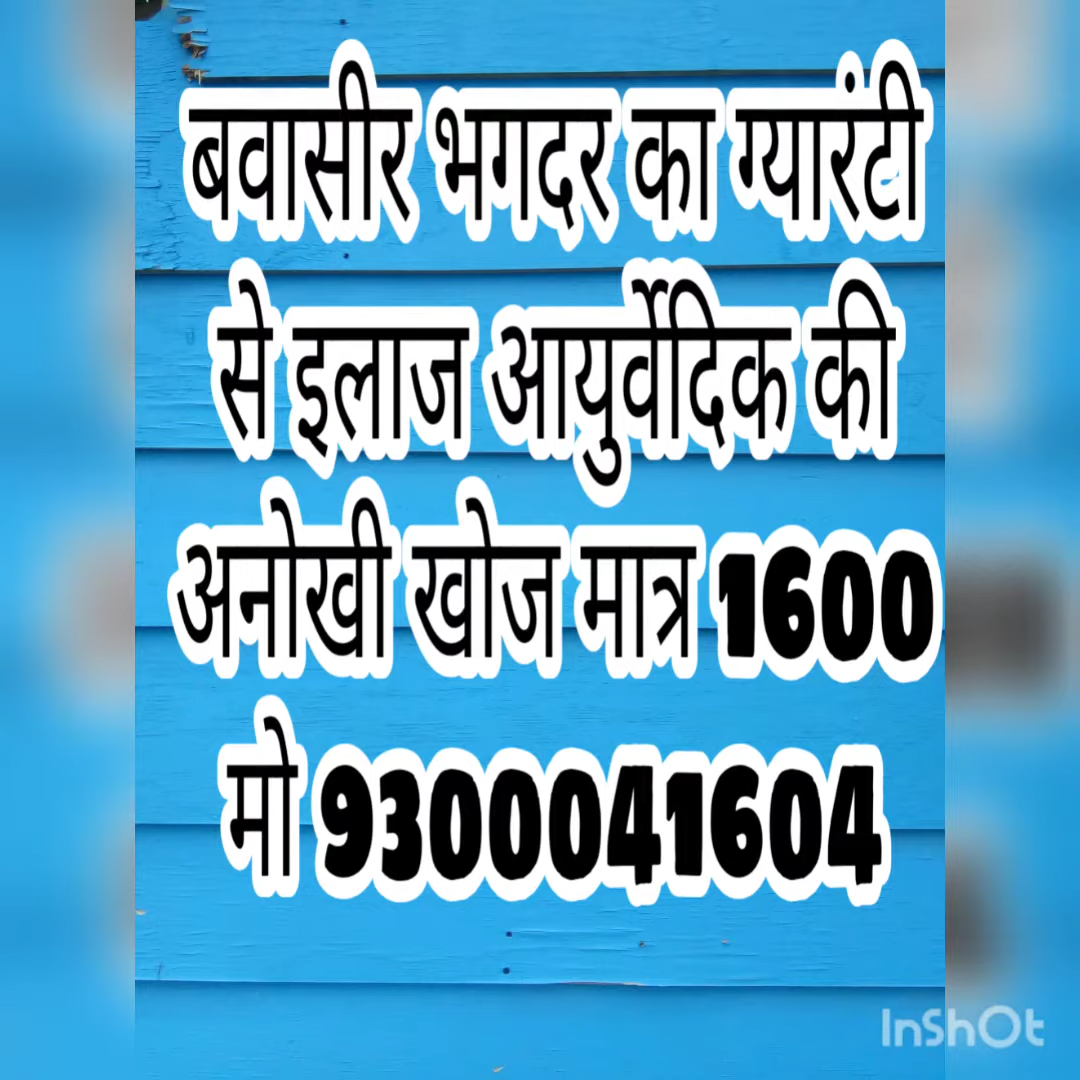 बवासीर भगदर का ग्यारंटी
से इलाज आयुर्वेदिक की
अनोखी खोज मात्र 1600
मो 9300041604
InShOt